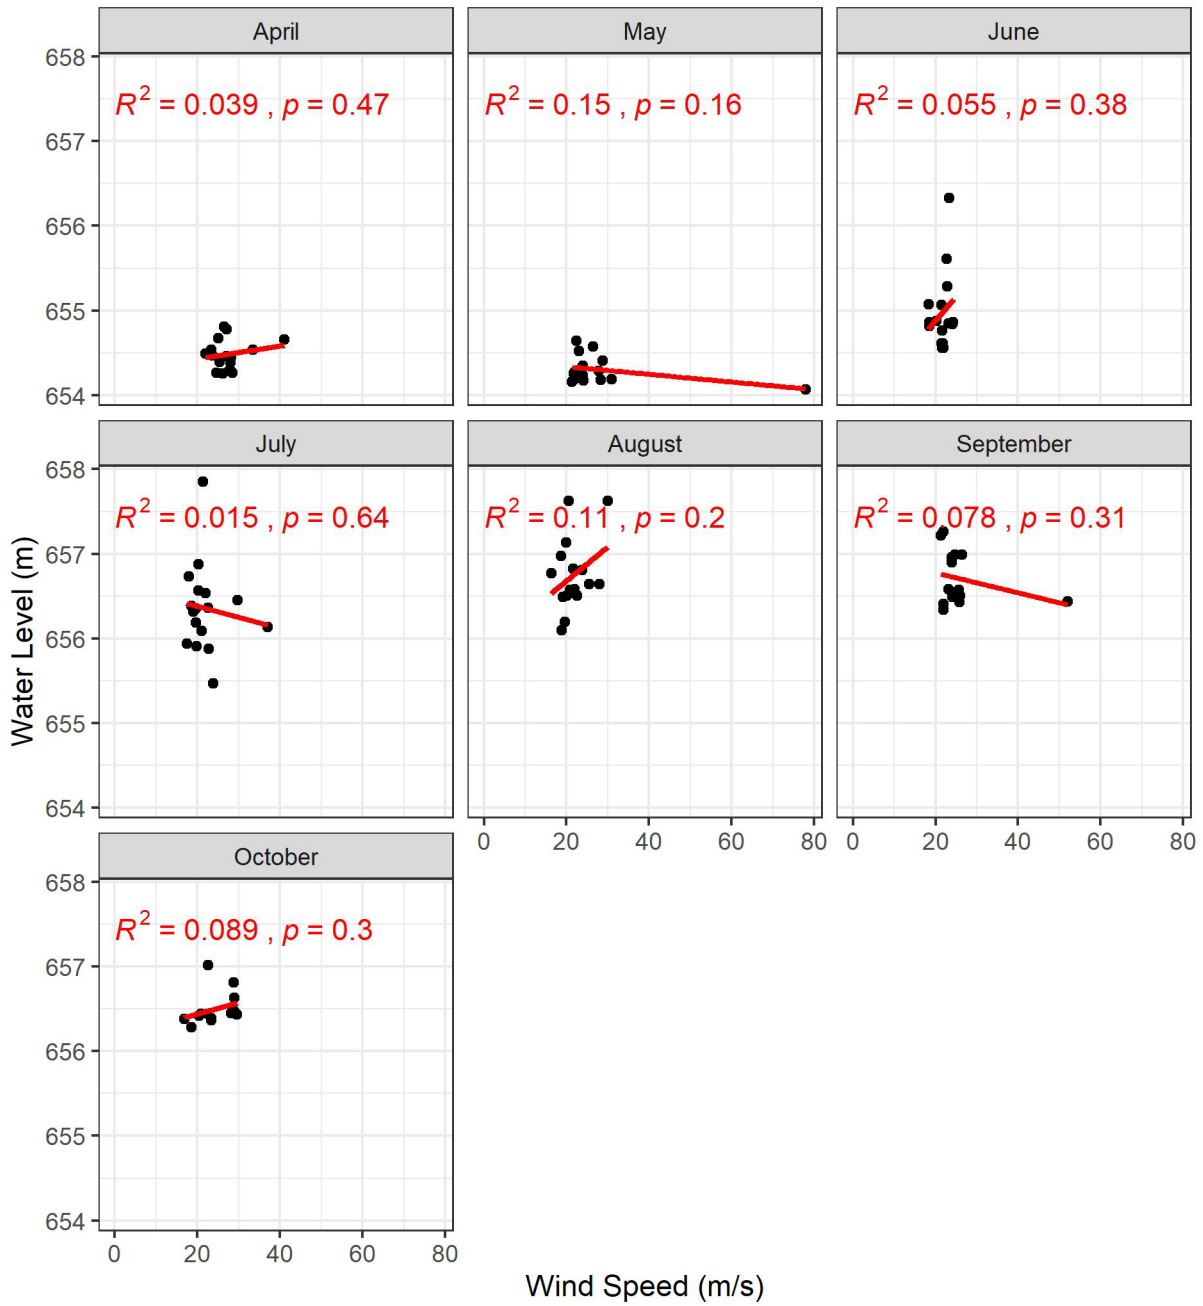 April
May
June
658
657
656
655
654
R² = 0.039 , p = 0.47
R² = 0.15 , p = 0.16
R² = 0.055 , p = 0.38
July
August
September
658
657
656
655
654
R² = 0.015 , p = 0.64
R² = 0.11 , p = 0.2
R² = 0.078 , p = 0.31
0 20 40 60 80
0 20 40 60 80
October
658
657
656
655
654
R² = 0.089 , p = 0.3
0 20 40 60 80
Water Level (m)
Wind Speed (m/s)